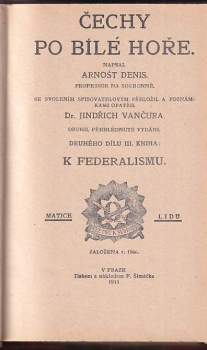 ČECHY
PO BÍLÉ HOŘE.
NAPSAL
ARNOŠT DENIS,
PROFESSOR NA SORBONNĚ.
SE SVOLENÍM SPISOVATELOVÝM PŘELOŽIL A POZNÁM-
KAMI OPATŘIL
Dr. JINDŘICH VANČURA.
DRUHÉ, PŘEHLÉDNUTÉ VYDÁNÍ.
DRUHÉHO DÍLU III. KNIHA:
K FEDERALISMU.
MATICE LIDU
ZALOŽENA r. 1866.
V PRAZE
Tiskem a nákladem F. Šimáčka
1911